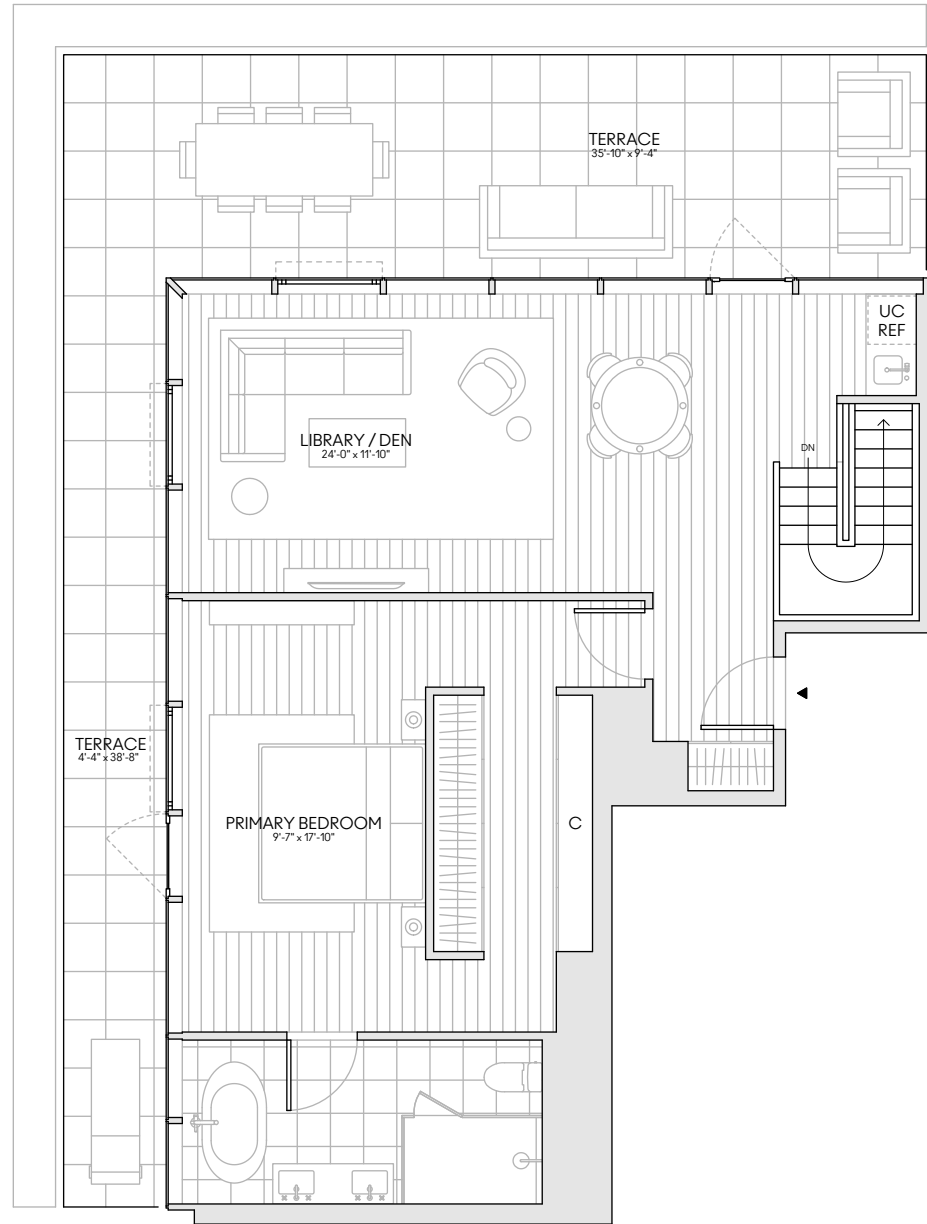 TERRACE
35'-10" x 9'-4"
UC
REF
LIBRARY / DEN
24'-0" x 11'-10"
DN
TERRACE
4'-4" x 38'-8"
PRIMARY BEDROOM
9'-7" x 17'-10"
C